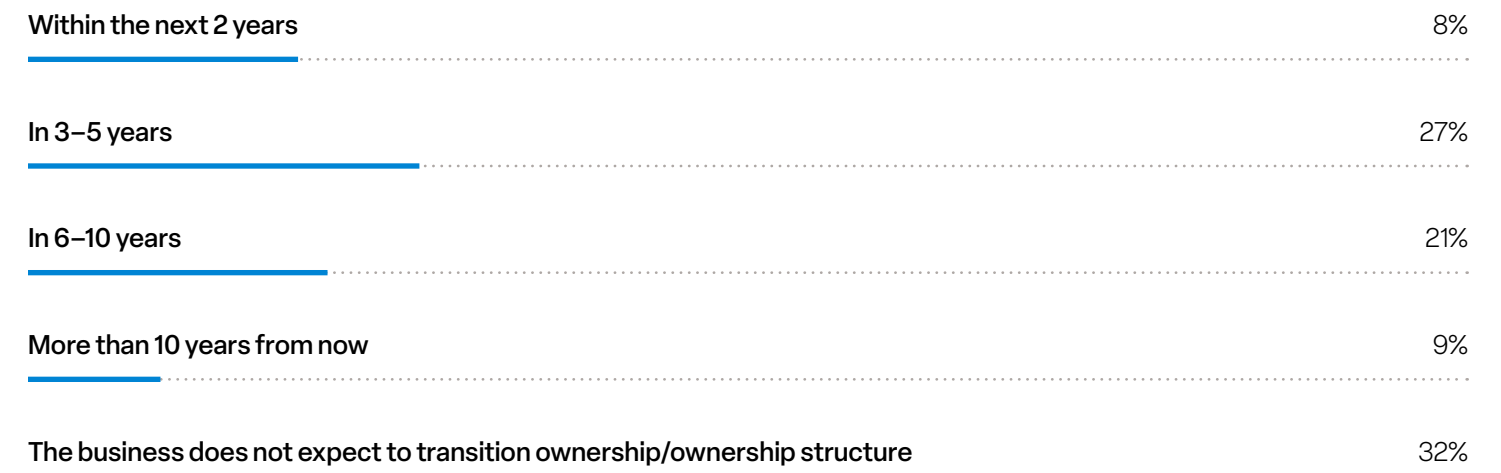 Within the next 2 years 8%
In 3–5 years 27%
In 6–10 years 21%
More than 10 years from now 9%
The business does not expect to transition ownership/ownership structure 32%